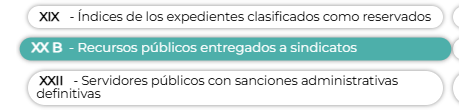 XIX - Índices de los expedientes clasificados como reservados
XX B - Recursos públicos entregados a sindicatos
XXII - Servidores públicos con sanciones administrativas
definitivas